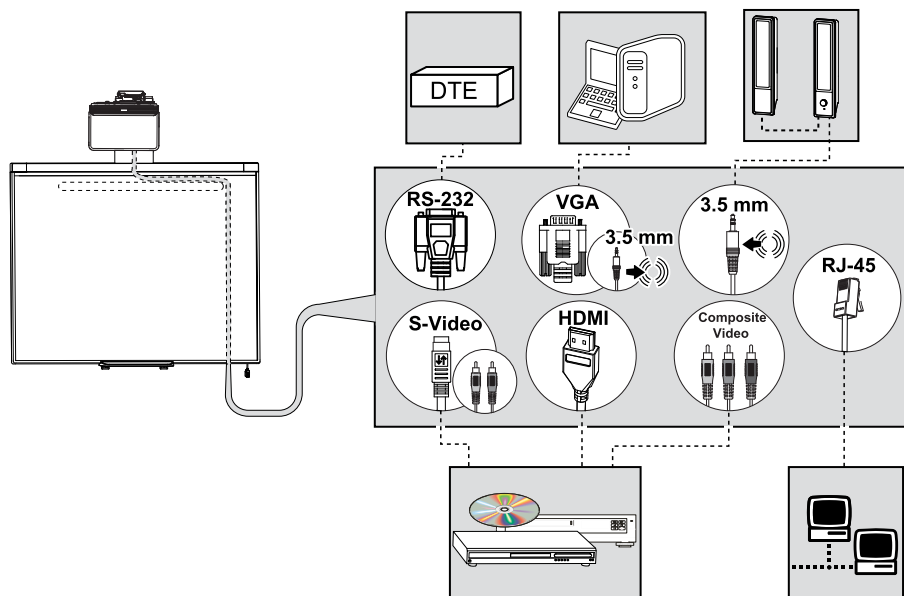 DTE
RS-232
VGA
3.5 mm
3.5 mm
RJ-45
S-Video
HDMI
Composite
Video